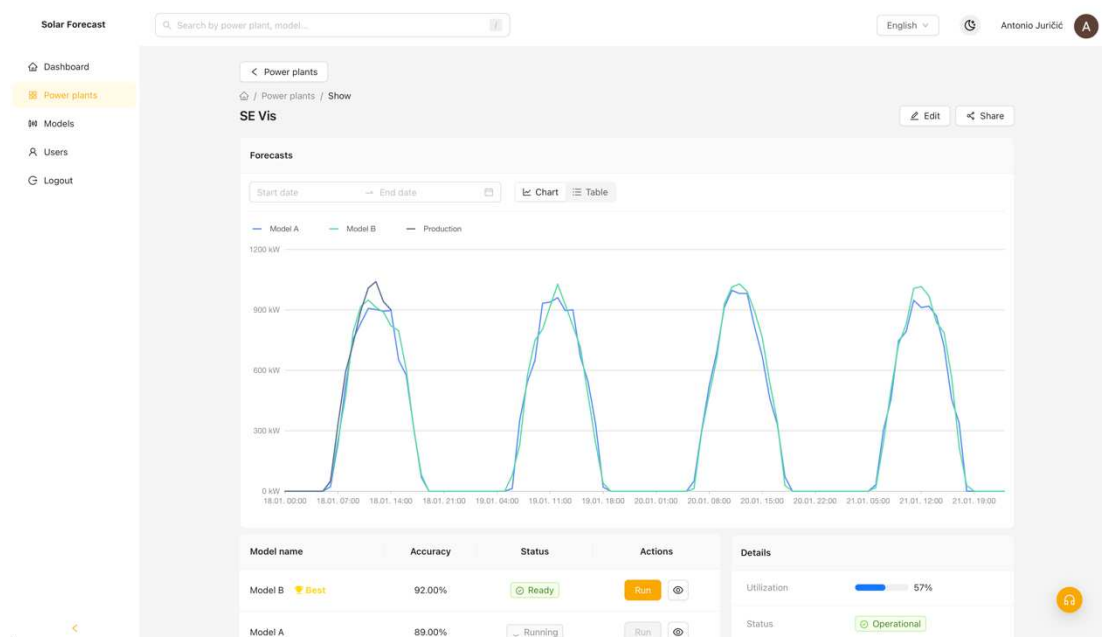 Solar Forecast
Search by power plant, model... /
English
Antonio Juričić A
Dashboard
Power plants
Models
Users
Logout
Power plants
/ Power plants / Show
SE Vis
Edit
Share
Forecasts
Start date → End date
Chart
Table
Model A Model B Production
1200 kW
900 kW
600 kW
300 kW
0 kW
18.01. 00:00 18.01. 07:00 18.01. 14:00 18.01. 21:00 19.01. 04:00 19.01. 11:00 19.01. 18:00 20.01. 01:00 20.01. 08:00 20.01. 15:00 20.01. 22:00 21.01. 05:00 21.01. 12:00 21.01. 19:00
Model name Accuracy Status Actions
Model B Best 92.00% Ready Run
Model A 89.00% Running Run
Details
Utilization 57%
Status Operational